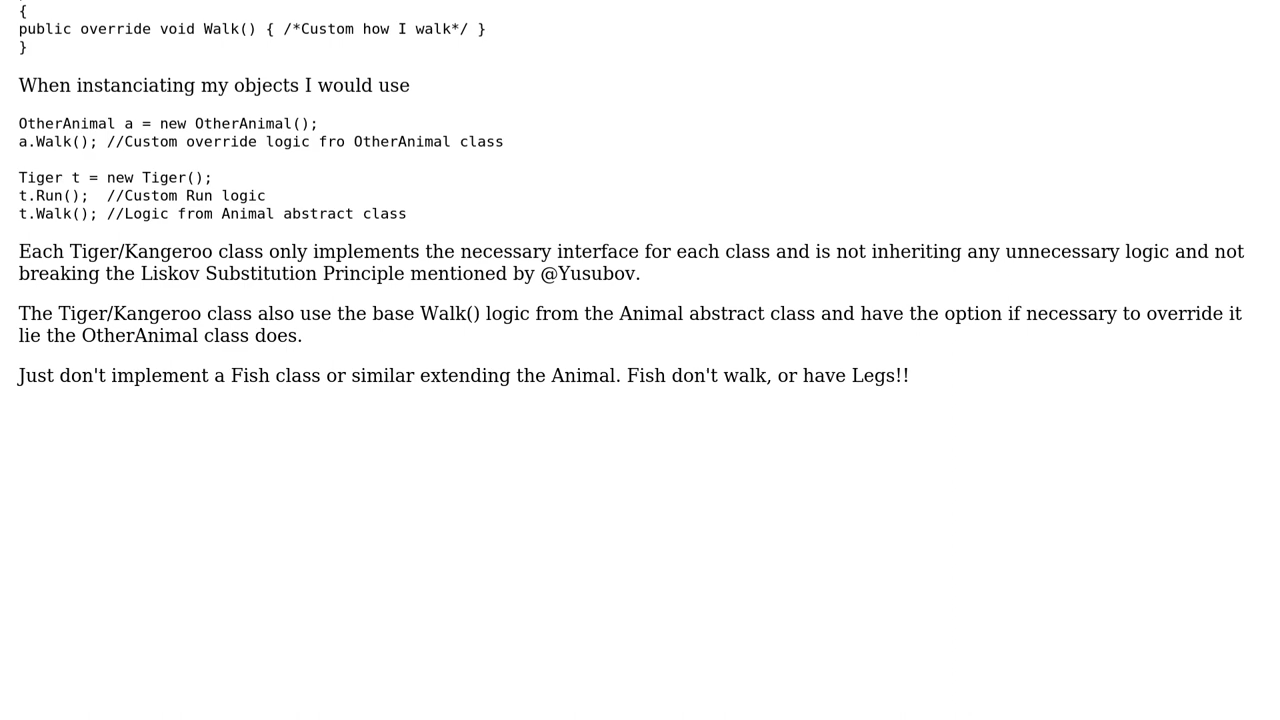 {
public override void Walk() { /*Custom how I walk*/ }
}
When instanciating my objects I would use
OtherAnimal a = new OtherAnimal();
a.Walk(); //Custom override logic fro OtherAnimal class
Tiger t = new Tiger();
t.Run();  //Custom Run logic
t.Walk(); //Logic from Animal abstract class
Each Tiger/Kangeroo class only implements the necessary interface for each class and is not inheriting any unnecessary logic and not
breaking the Liskov Substitution Principle mentioned by @Yusubov.
The Tiger/Kangeroo class also use the base Walk() logic from the Animal abstract class and have the option if necessary to override it
lie the OtherAnimal class does.
Just don't implement a Fish class or similar extending the Animal. Fish don't walk, or have Legs!!